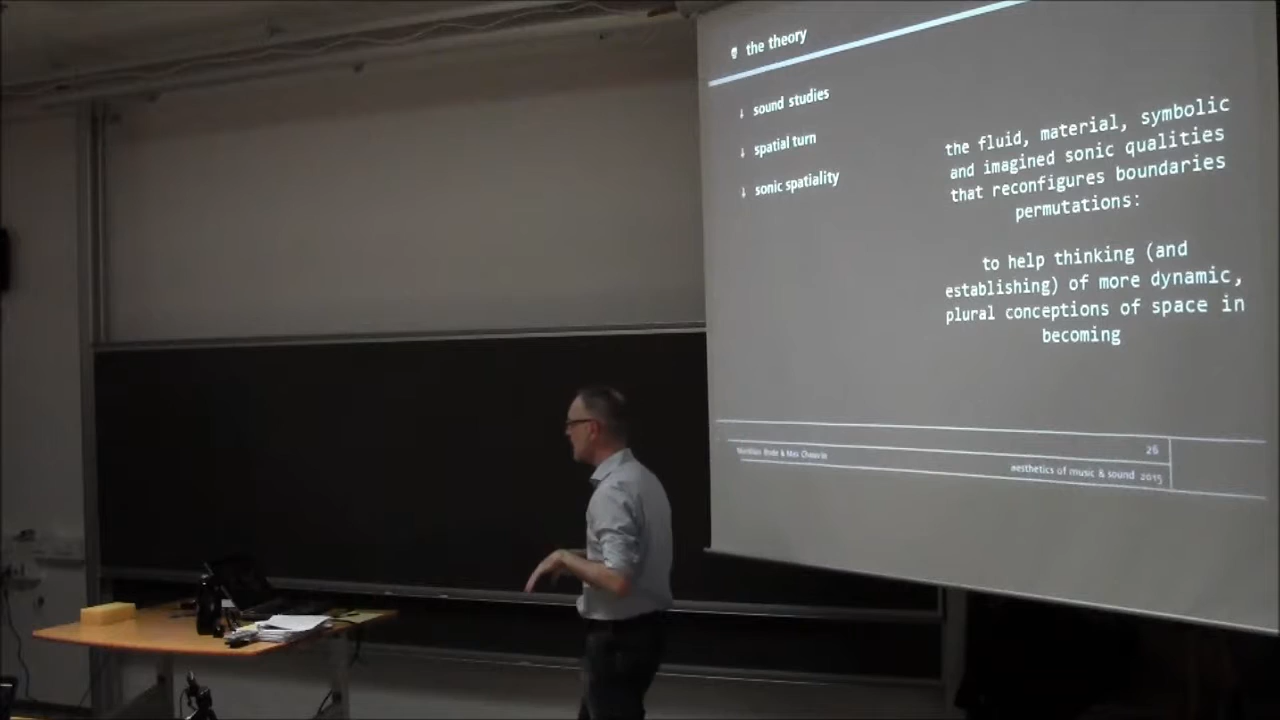 the theory
sound studies
spatial turn
sonic spatiality
the fluid, material, symbolic
and imagined sonic qualities
that reconfigures boundaries
permutations:
to help thinking (and
establishing) of more dynamic,
plural conceptions of space in
becoming
26
& Max
aesthetics of music & sound 2015